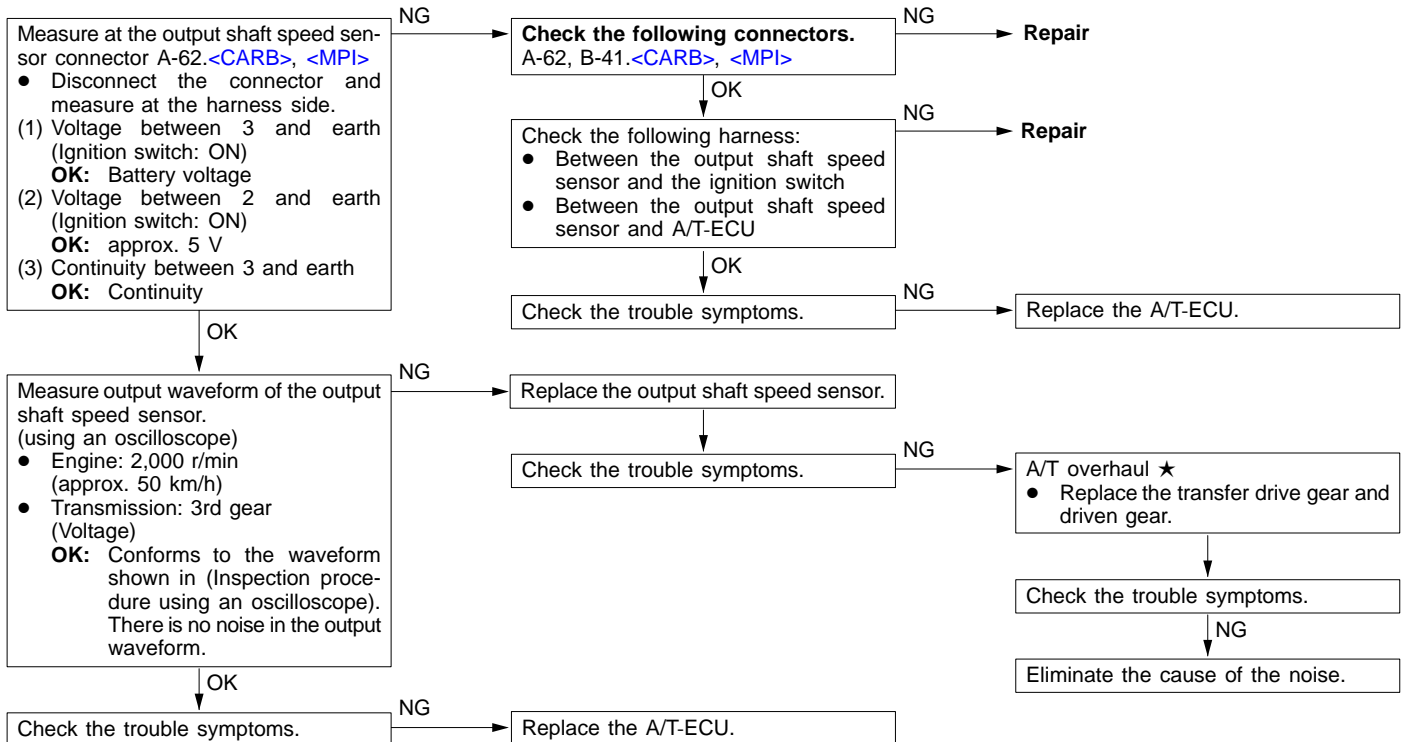 Measure at the output shaft speed sen-
sor connector A-62.<CARB>, <MPI>
● Disconnect the connector and
measure at the harness side.
(1) Voltage between 3 and earth
(Ignition switch: ON)
OK: Battery voltage
(2) Voltage between 2 and earth
(Ignition switch: ON)
OK: approx. 5 V
(3) Continuity between 3 and earth
OK: Continuity
NG
Check the following connectors.
A-62, B-41.<CARB>, <MPI>
NG
Repair
OK
Check the following harness:
● Between the output shaft speed
sensor and the ignition switch
● Between the output shaft speed
sensor and A/T-ECU
NG
Repair
OK
Check the trouble symptoms.
NG
Replace the A/T-ECU.
OK
Measure output waveform of the output
shaft speed sensor.
(using an oscilloscope)
● Engine: 2,000 r/min
(approx. 50 km/h)
● Transmission: 3rd gear
(Voltage)
OK: Conforms to the waveform
shown in (Inspection proce-
dure using an oscilloscope).
There is no noise in the output
waveform.
NG
Replace the output shaft speed sensor.
Check the trouble symptoms.
NG
A/T overhaul ★
● Replace the transfer drive gear and
driven gear.
Check the trouble symptoms.
NG
Eliminate the cause of the noise.
OK
Check the trouble symptoms.
NG
Replace the A/T-ECU.